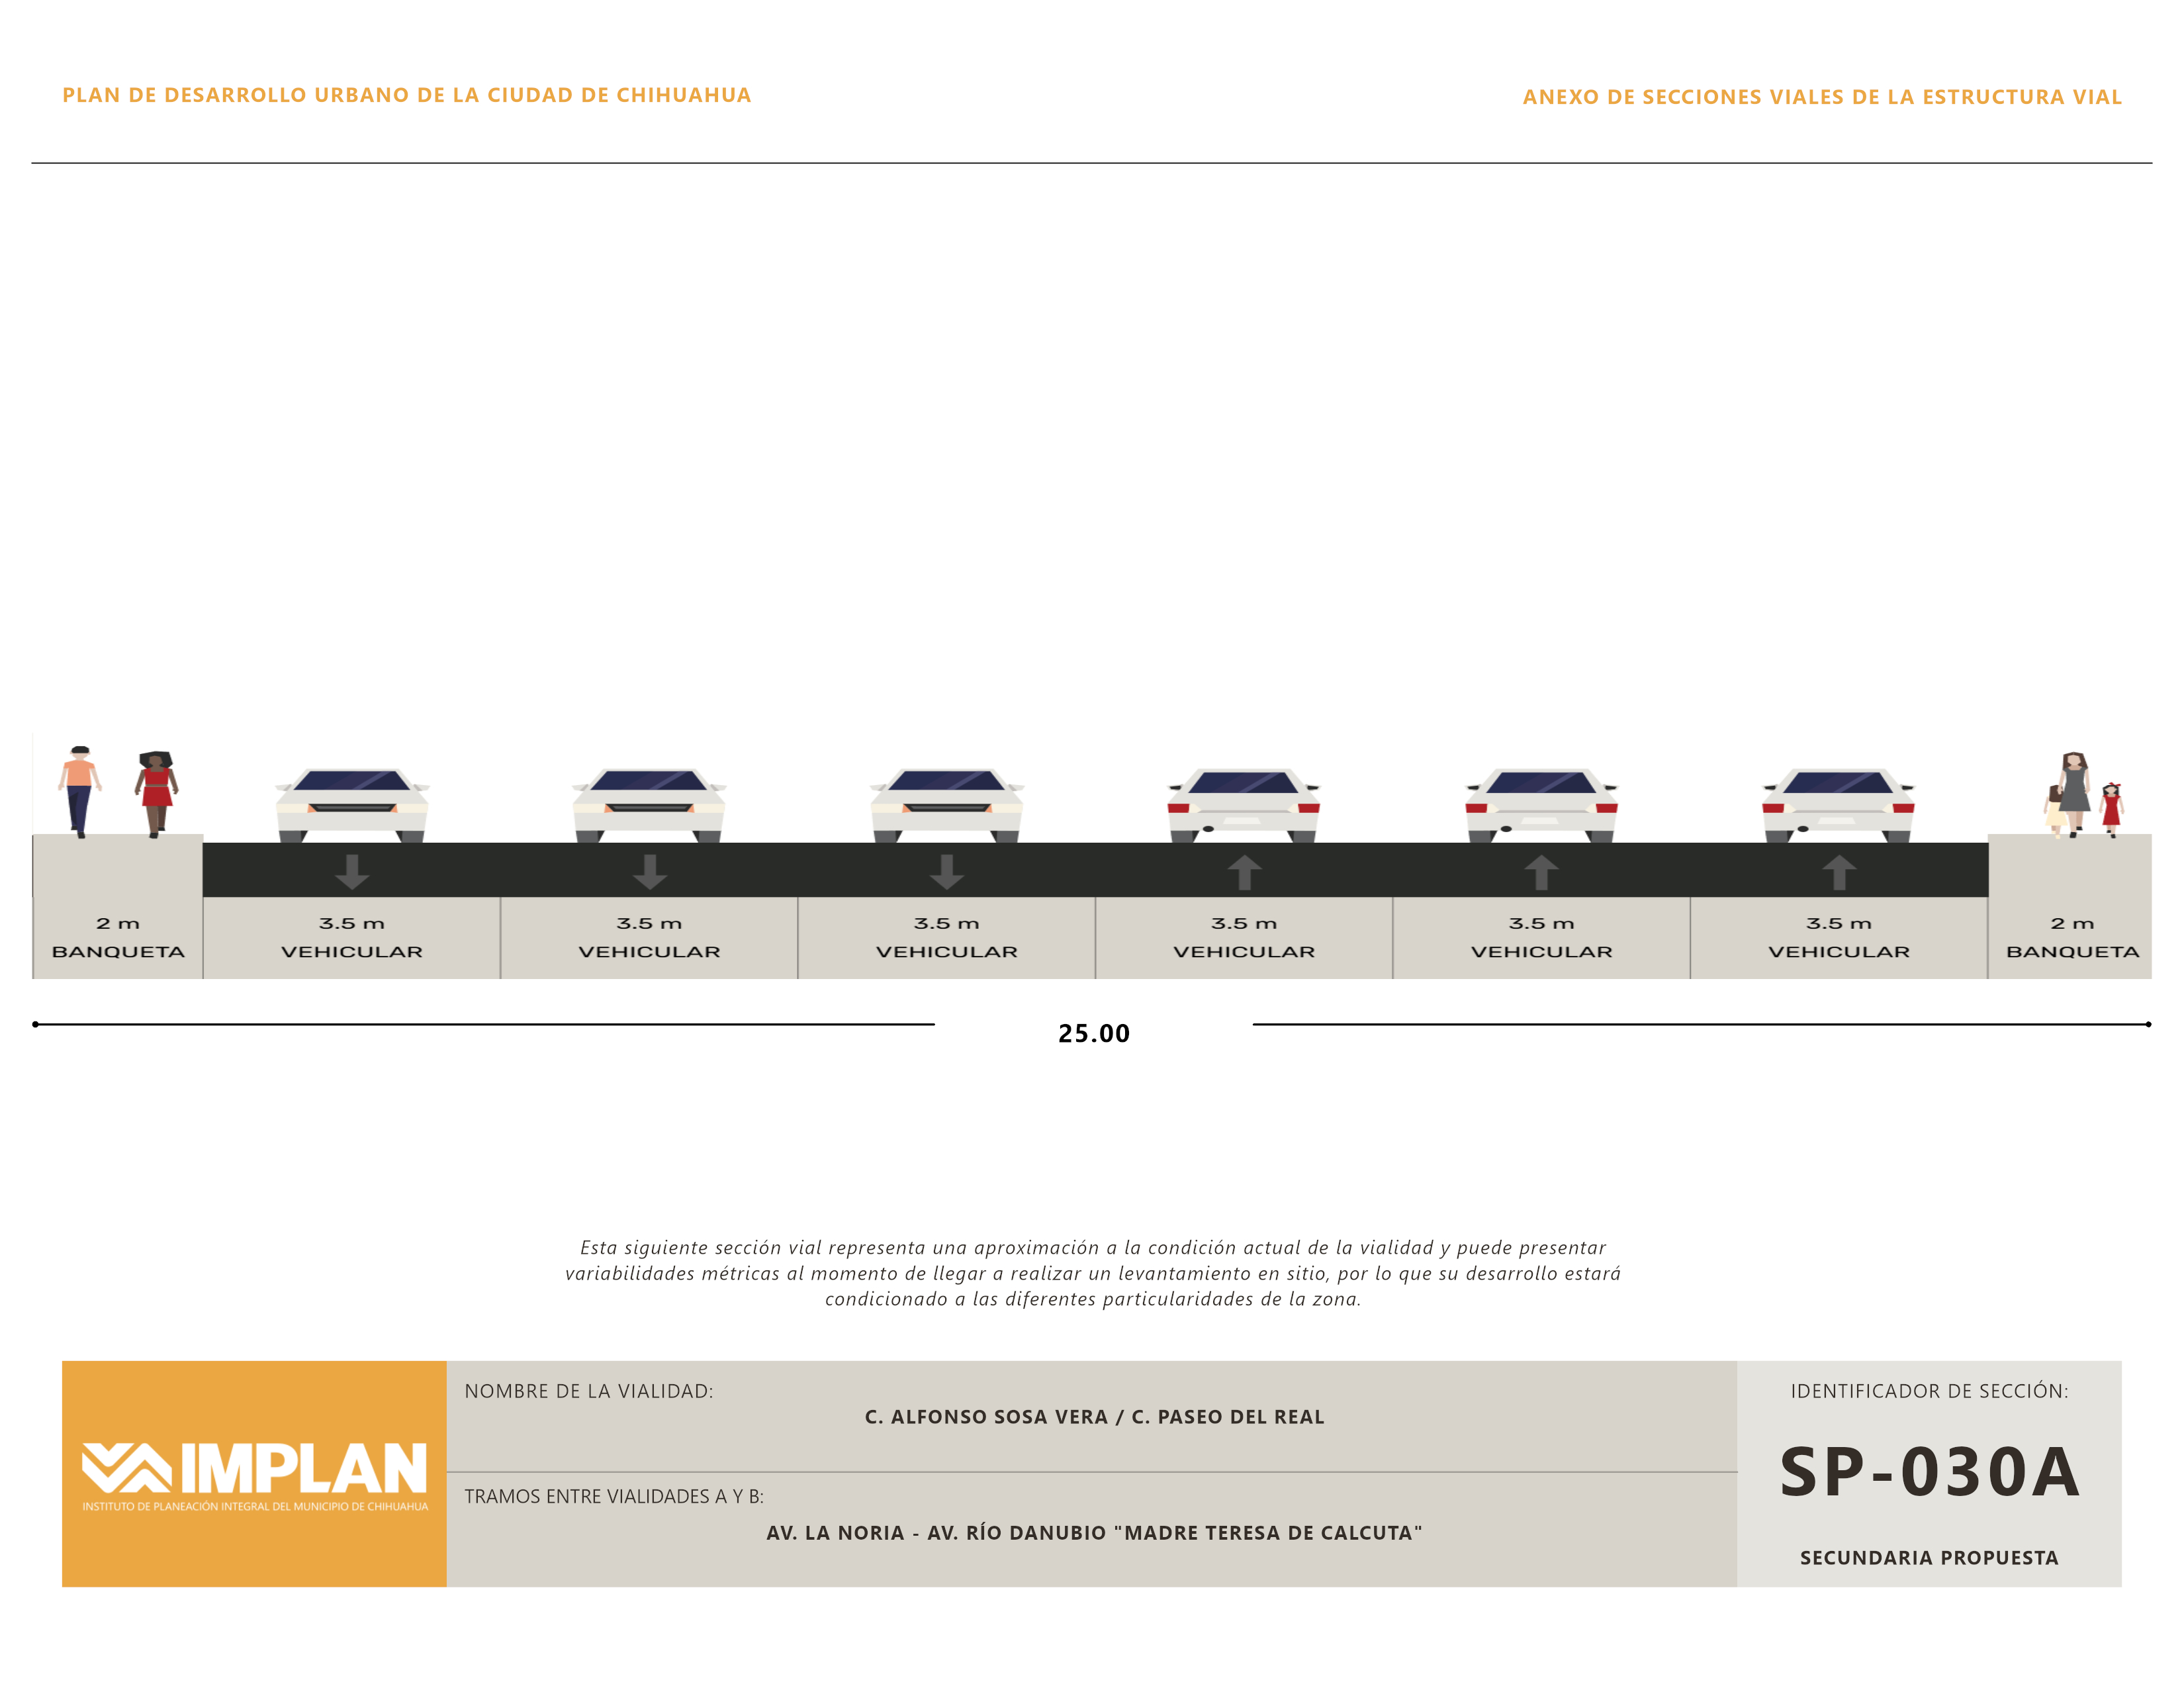 PLAN DE DESARROLLO URBANO DE LA CIUDAD DE CHIHUAHUA
ANEXO DE SECCIONES VIALES DE LA ESTRUCTURA VIAL
2 m 3.5 m 3.5 m 3.5 m 3.5 m 3.5 m 3.5 m 2 m
BANQUETA VEHICULAR VEHICULAR VEHICULAR VEHICULAR VEHICULAR VEHICULAR BANQUETA
25.00
Esta siguiente sección vial representa una aproximación a la condición actual de la vialidad y puede presentar
variabilidades métricas al momento de llegar a realizar un levantamiento en sitio, por lo que su desarrollo estará
condicionado a las diferentes particularidades de la zona.
IMPLAN
INSTITUTO DE PLANEACIÓN INTEGRAL DEL MUNICIPIO DE CHIHUAHUA
NOMBRE DE LA VIALIDAD:
C. ALFONSO SOSA VERA / C. PASEO DEL REAL
TRAMOS ENTRE VIALIDADES A Y B:
AV. LA NORIA - AV. RÍO DANUBIO "MADRE TERESA DE CALCUTA"
IDENTIFICADOR DE SECCIÓN:
SP-030A
SECUNDARIA PROPUESTA